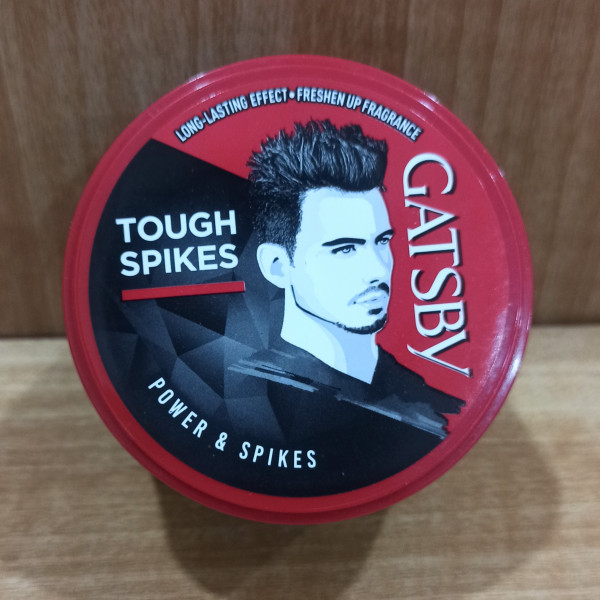 LONG-LASTING EFFECT • FRESHEN UP FRAGRANCE
GATSBY
TOUGH
SPIKES
POWER & SPIKES